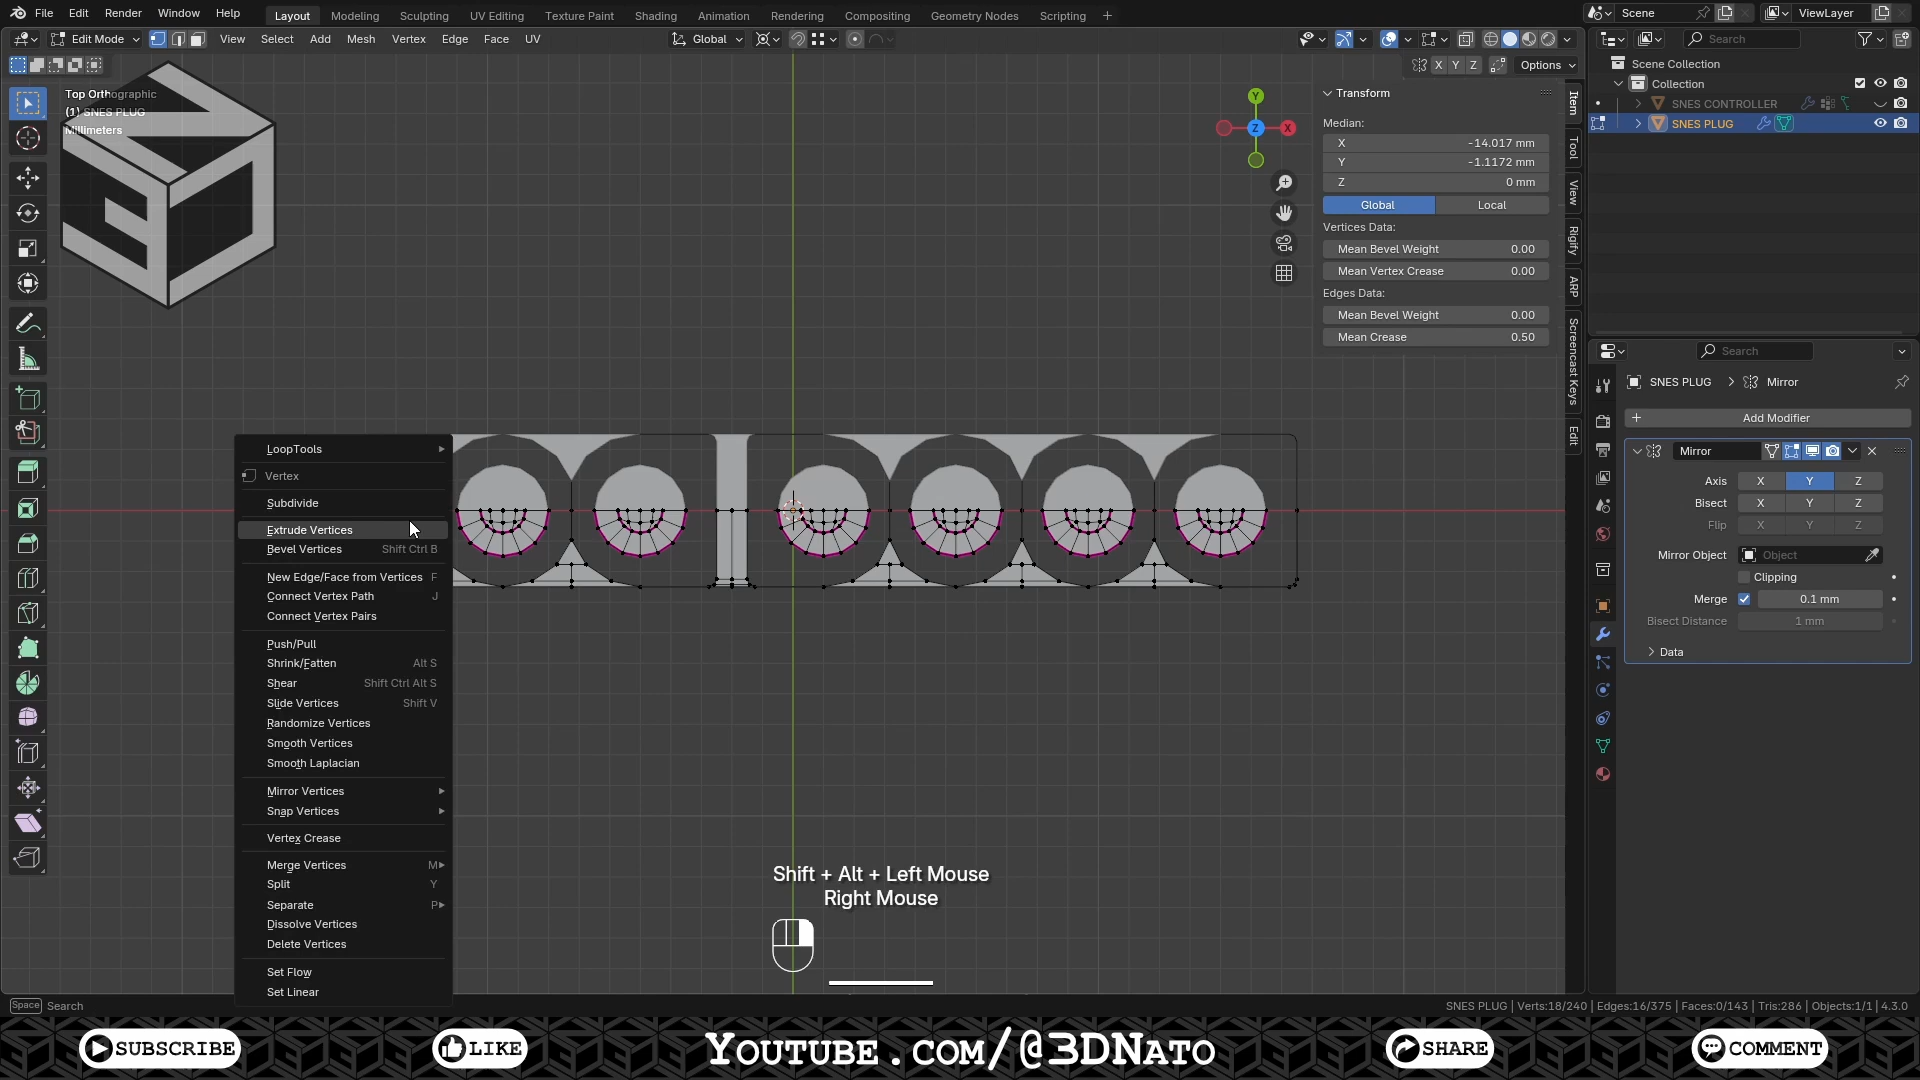 File Edit Render Window Help
Layout Modeling Sculpting UV Editing Texture Paint Shading Animation Rendering Compositing Geometry Nodes Scripting +
Scene
ViewLayer
Edit Mode
View Select Add Mesh Vertex Edge Face UV
Global
Search
X Y Z
Options
Top Orthographic
(1) SNES PLUG
Millimeters
Y
Z
X
Transform
Median:
X -14.017 mm
Y -1.1172 mm
Z 0 mm
Global Local
Vertices Data:
Mean Bevel Weight 0.00
Mean Vertex Crease 0.00
Edges Data:
Mean Bevel Weight 0.00
Mean Crease 0.50
Item
Tool
View
Rigify
ARP
Screencast Keys
Edit
Scene Collection
Collection
SNES CONTROLLER
SNES PLUG
Search
SNES PLUG > Mirror
Add Modifier
Mirror
Axis X Y Z
Bisect X Y Z
Flip X Y Z
Mirror Object Object
Clipping
Merge 0.1 mm
Bisect Distance 1 mm
Data
LoopTools
Vertex
Subdivide
Extrude Vertices
Bevel Vertices Shift Ctrl B
New Edge/Face from Vertices F
Connect Vertex Path J
Connect Vertex Pairs
Push/Pull
Shrink/Fatten Alt S
Shear Shift Ctrl Alt S
Slide Vertices Shift V
Randomize Vertices
Smooth Vertices
Smooth Laplacian
Mirror Vertices
Snap Vertices
Vertex Crease
Merge Vertices M
Split Y
Separate P
Dissolve Vertices
Delete Vertices
Set Flow
Set Linear
Shift + Alt + Left Mouse
Right Mouse
Space Search
SNES PLUG | Verts:18/240 | Edges:16/375 | Faces:0/143 | Tris:286 | Objects:1/1 | 4.3.0
SUBSCRIBE
LIKE
YOUTUBE.COM/@3DNATO
SHARE
COMMENT